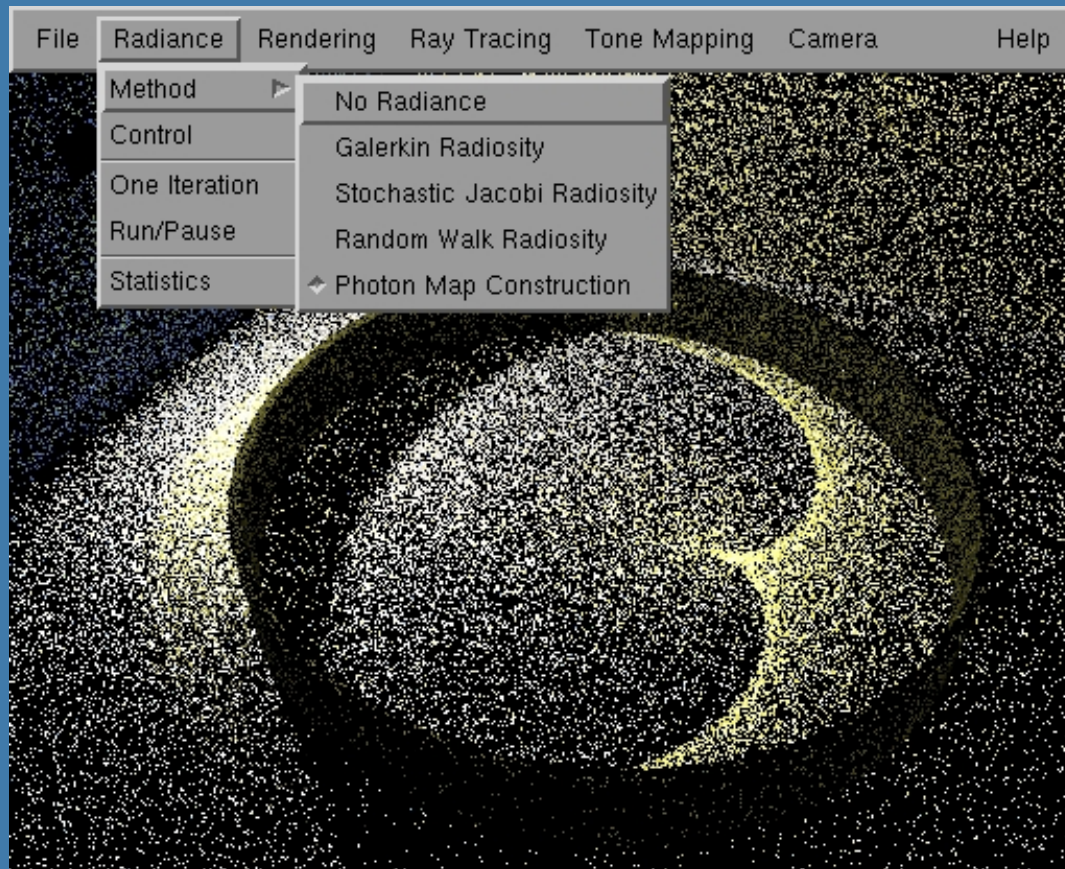 File Radiance Rendering Ray Tracing Tone Mapping Camera Help
Method
Control
One Iteration
Run/Pause
Statistics
No Radiance
Galerkin Radiosity
Stochastic Jacobi Radiosity
Random Walk Radiosity
Photon Map Construction